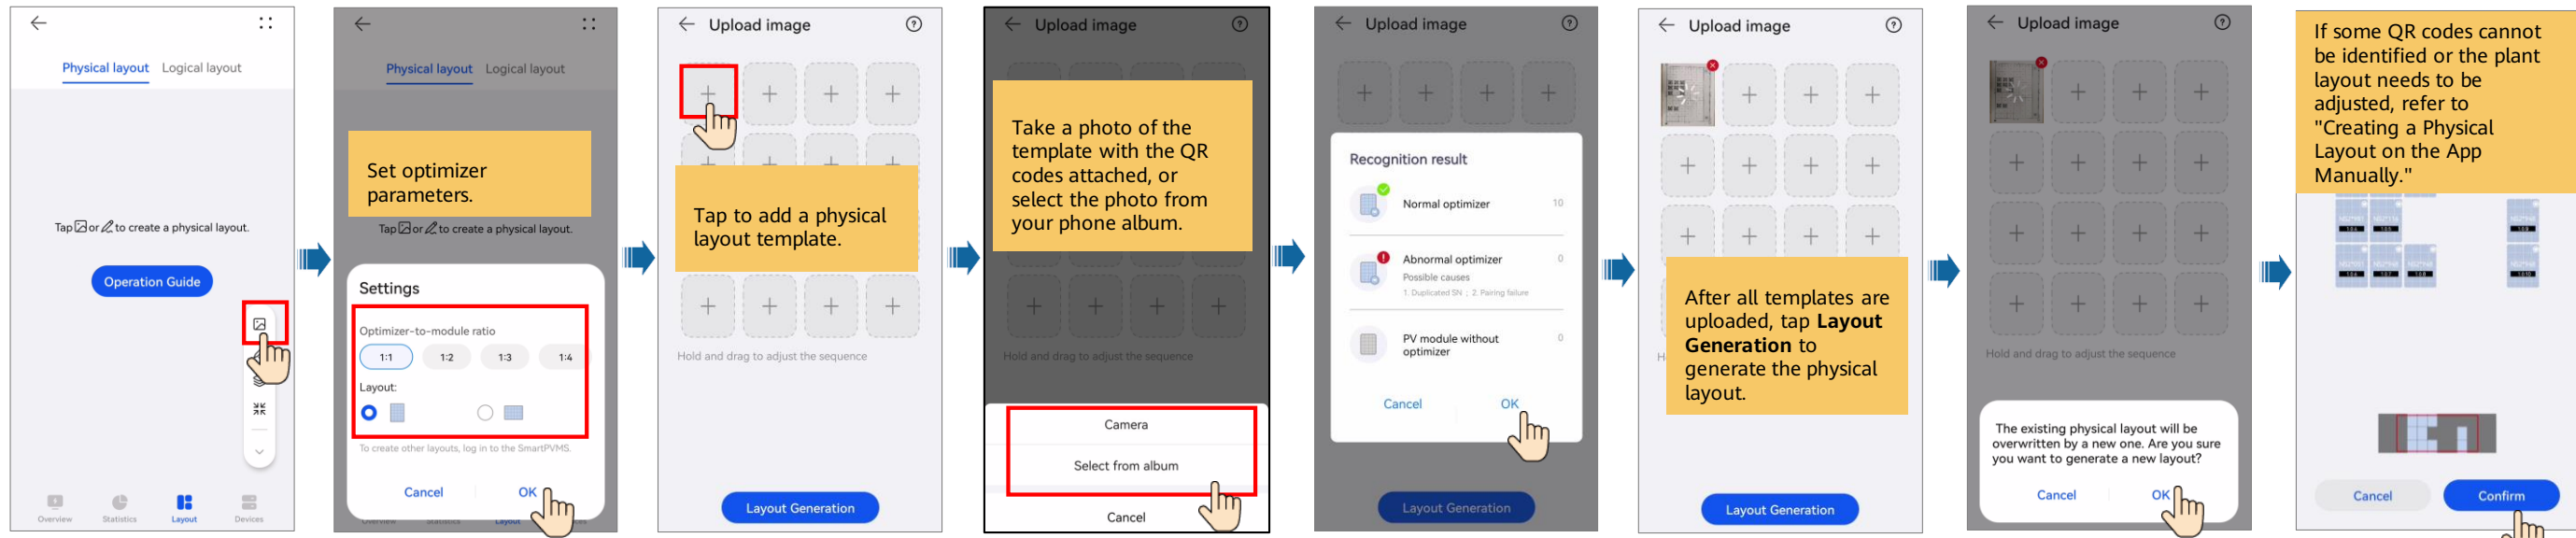 Physical layout Logical layout
Tap or to create a physical layout.
Operation Guide
Overview Statistics Layout Devices
Physical layout Logical layout
Set optimizer
parameters.
Tap or to create a physical layout.
Settings
Optimizer-to-module ratio
1:1 1:2 1:3 1:4
Layout:
To create other layouts, log in to the SmartPVMS.
Cancel OK
Overview Statistics Layout
Upload image
Tap to add a physical
layout template.
Hold and drag to adjust the sequence
Layout Generation
Upload image
Take a photo of the
template with the QR
codes attached, or
select the photo from
your phone album.
Hold and drag to adjust the sequence
Camera
Select from album
Cancel
Upload image
Recognition result
Normal optimizer 10
Abnormal optimizer 0
Possible causes
1. Duplicated SN ; 2. Pairing failure
PV module without 0
optimizer
Cancel OK
Layout Generation
Upload image
After all templates are
uploaded, tap Layout
Generation to
generate the physical
layout.
Layout Generation
Upload image
Hold and drag to adjust the sequence
The existing physical layout will be
overwritten by a new one. Are you sure
you want to generate a new layout?
Cancel OK
If some QR codes cannot
be identified or the plant
layout needs to be
adjusted, refer to
"Creating a Physical
Layout on the App
Manually."
Cancel Confirm